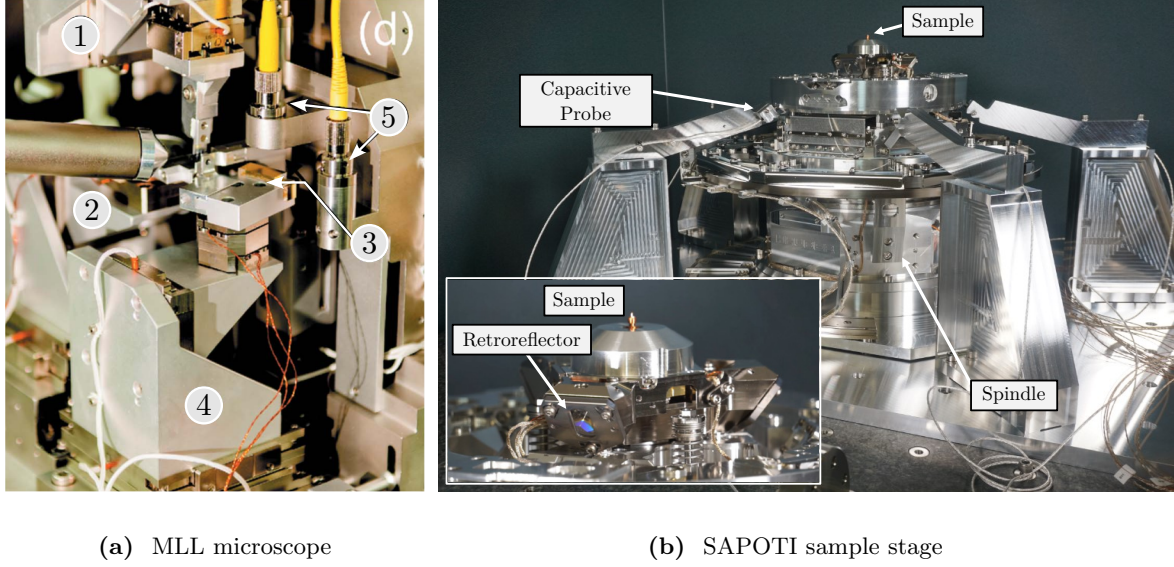 (d)
1
2
3
4
5
Sample
Capacitive
Probe
Sample
Retroreflector
Spindle
(a) MLL microscope
(b) SAPOTI sample stage